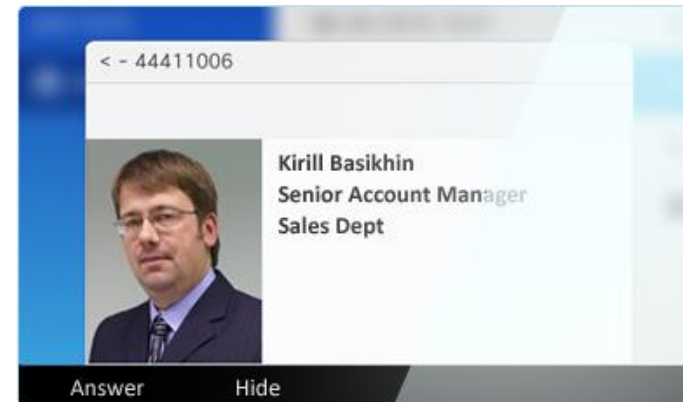 < - 44411006
Kirill Basikhin
Senior Account Manager
Sales Dept
Answer
Hide